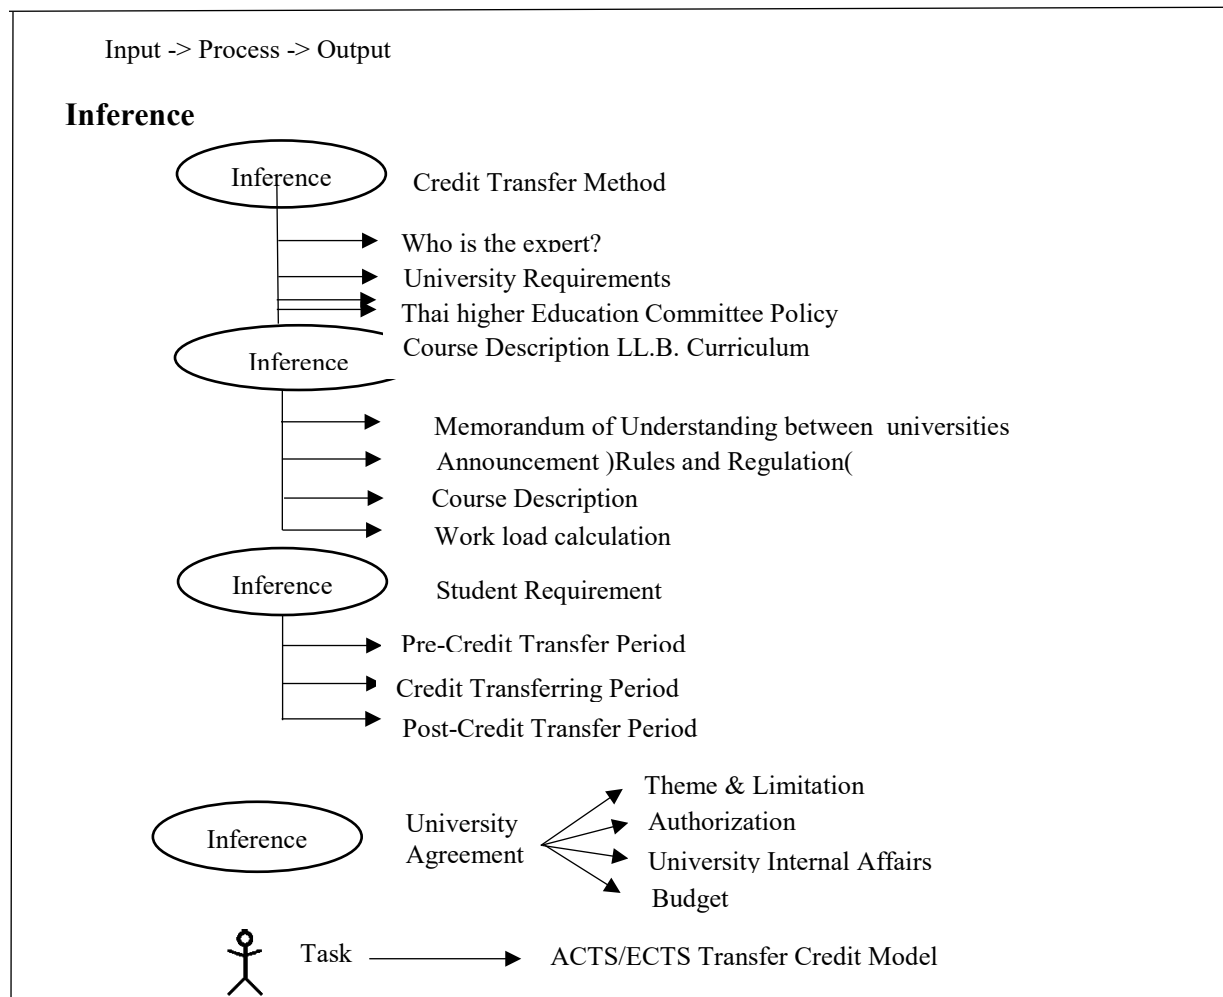 Input -> Process -> Output
Inference
Inference
Credit Transfer Method
Who is the expert?
University Requirements
Thai higher Education Committee Policy
Course Description LL.B. Curriculum
Inference
Memorandum of Understanding between universities
Announcement )Rules and Regulation(
Course Description
Work load calculation
Inference
Student Requirement
Pre-Credit Transfer Period
Credit Transferring Period
Post-Credit Transfer Period
Inference
University
Agreement
Theme & Limitation
Authorization
University Internal Affairs
Budget
Task
ACTS/ECTS Transfer Credit Model